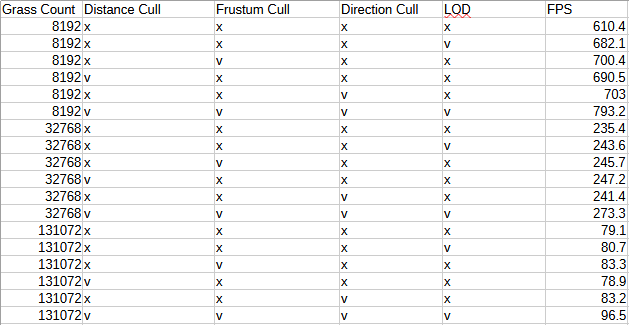 Grass Count Distance Cull Frustum Cull Direction Cull LOD FPS
8192 x x x x 610.4
8192 x x x v 682.1
8192 x v x x 700.4
8192 v x x x 690.5
8192 x x v x 703
8192 v v v v 793.2
32768 x x x x 235.4
32768 x x x v 243.6
32768 x v x x 245.7
32768 v x x x 247.2
32768 x x v x 241.4
32768 v v v v 273.3
131072 x x x x 79.1
131072 x x x v 80.7
131072 x v x x 83.3
131072 v x x x 78.9
131072 x x v x 83.2
131072 v v v v 96.5